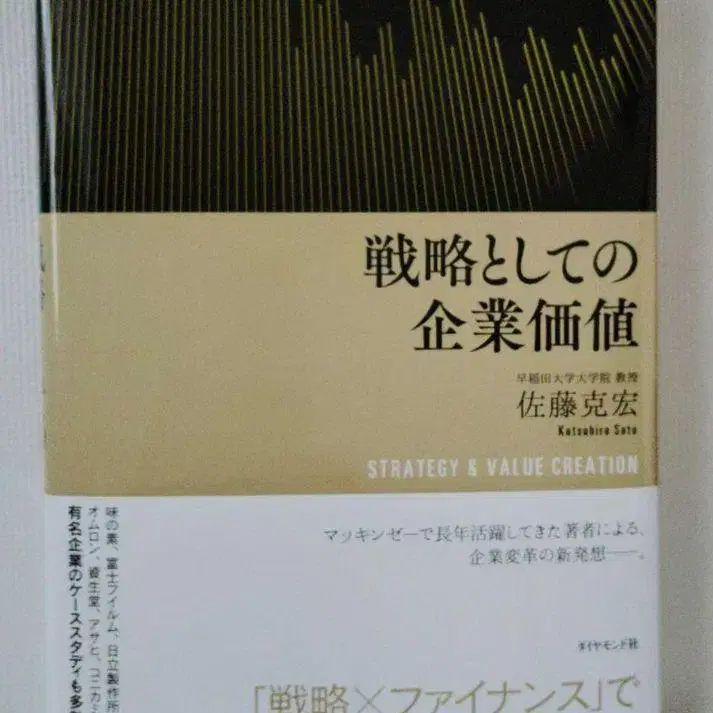 戦略としての
企業価値
早稲田大学大学院 教授
佐藤克宏
Katsuhiro Sato
STRATEGY & VALUE CREATION
マッキンゼーで長年活躍してきた著者による、
企業変革の新発想――。
ダイヤモンド社
「戦略×ファイナンス」で
味の素、富士フイルム、日立製作所
オムロン、資生堂、アサヒ、コニカ
有名企業のケーススタディも多